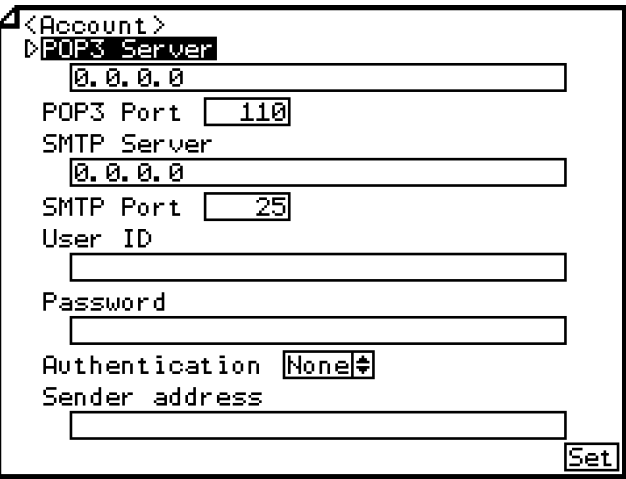 <Account>
POP3 Server
0.0.0.0
POP3 Port 110
SMTP Server
0.0.0.0
SMTP Port 25
User ID
Password
Authentication None
Sender address
Set